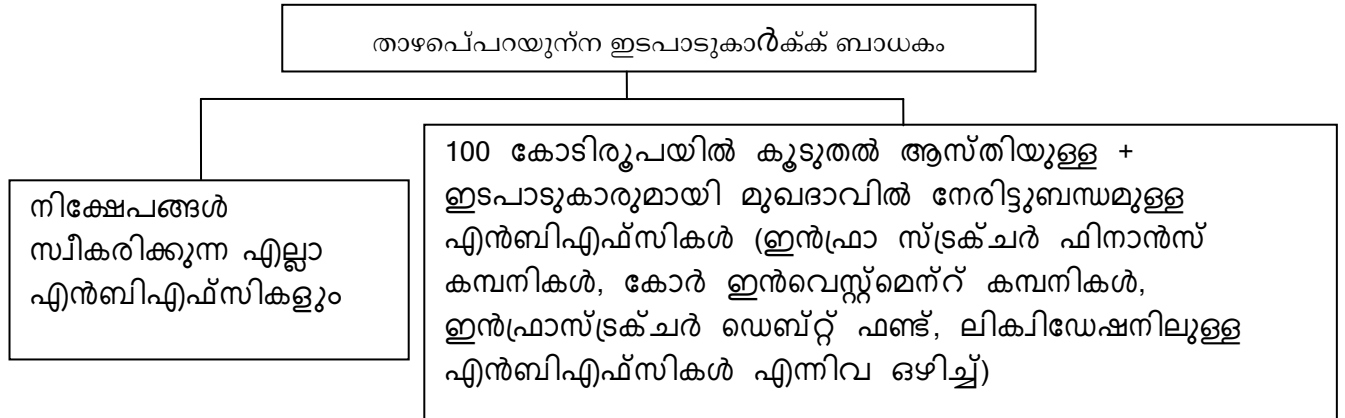 താഴെപ്പറയുന്ന ഇടപാടുകാർക്ക് ബാധകം
നിക്ഷേപങ്ങൾ
സ്വീകരിക്കുന്ന എല്ലാ
എൻബിഎഫ്സികളും
100 കോടിരൂപയിൽ കൂടുതൽ ആസ്തിയുള്ള +
ഇടപാടുകാരുമായി മുഖദാവിൽ നേരിട്ടുബന്ധമുള്ള
എൻബിഎഫ്സികൾ (ഇൻഫ്രാ സ്ട്രക്ചർ ഫിനാൻസ്
കമ്പനികൾ, കോർ ഇൻവെസ്റ്റ്മെന്റ് കമ്പനികൾ,
ഇൻഫ്രാസ്ട്രക്ചർ ഡെബ്റ്റ് ഫണ്ട്, ലിക്വിഡേഷനിലുള്ള
എൻബിഎഫ്സികൾ എന്നിവ ഒഴിച്ച്)